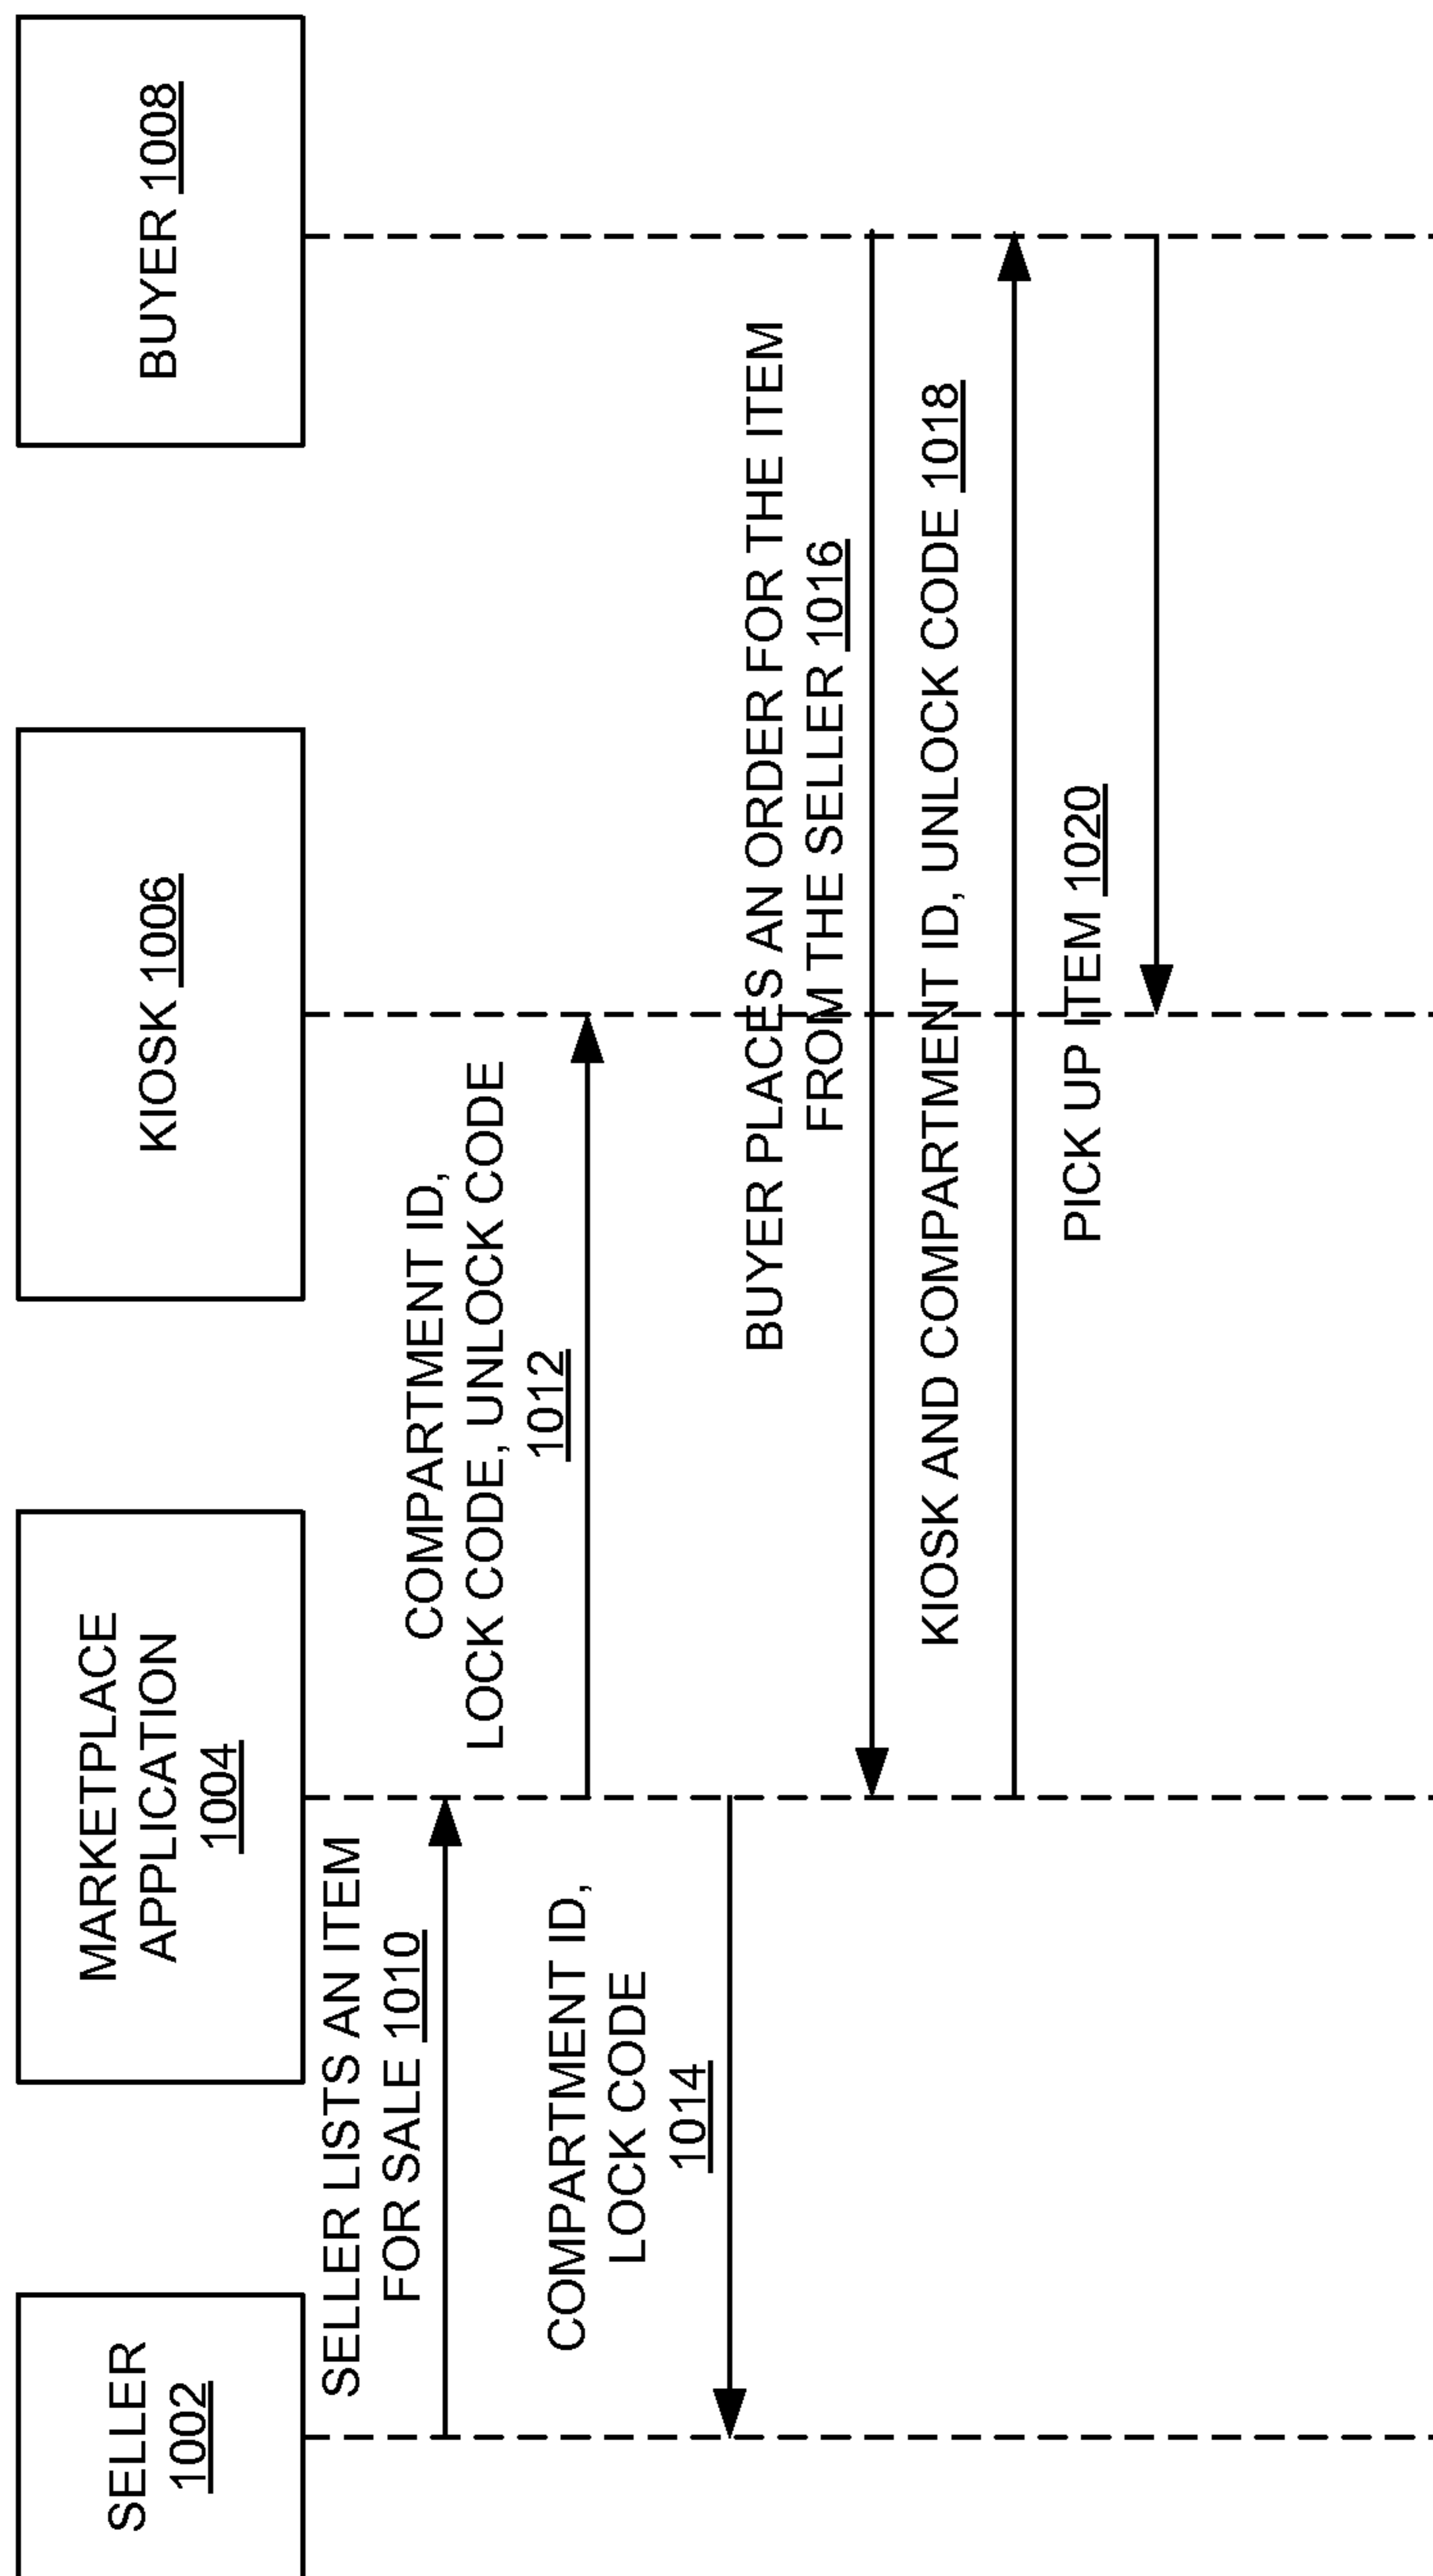 SELLER
1002
MARKETPLACE
APPLICATION
1004
KIOSK 1006
BUYER 1008
SELLER LISTS AN ITEM
FOR SALE 1010
COMPARTMENT ID,
LOCK CODE, UNLOCK CODE
1012
COMPARTMENT ID,
LOCK CODE
1014
BUYER PLACES AN ORDER FOR THE ITEM
FROM THE SELLER 1016
KIOSK AND COMPARTMENT ID, UNLOCK CODE 1018
PICK UP ITEM 1020